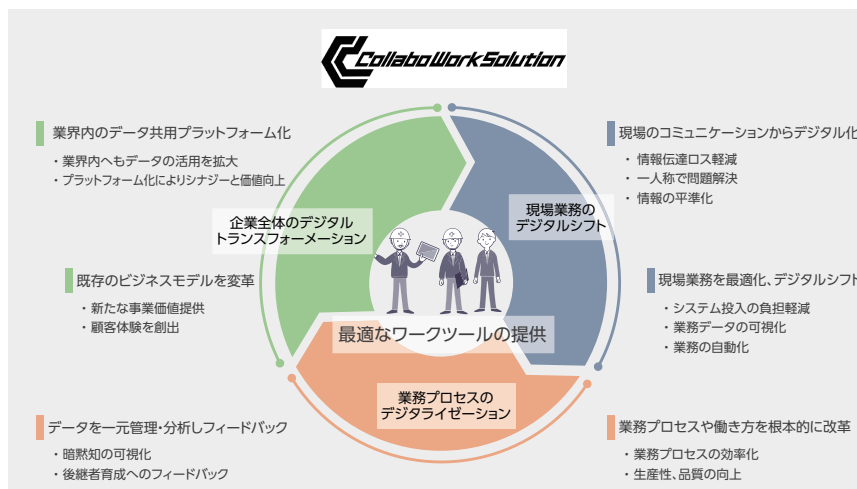 CollaboWorkSolution
業界内のデータ共用プラットフォーム化
・業界内へもデータの活用を拡大
・プラットフォーム化によりシナジーと価値向上
現場のコミュニケーションからデジタル化
・ 情報伝達ロス軽減
・ 一人称で問題解決
・ 情報の平準化
企業全体のデジタル
トランスフォーメーション
現場業務の
デジタルシフト
既存のビジネスモデルを変革
・ 新たな事業価値提供
・ 顧客体験を創出
現場業務を最適化、デジタルシフト
・ システム投入の負担軽減
・ 業務データの可視化
・ 業務の自動化
最適なワークツールの提供
業務プロセスの
デジタライゼーション
データを一元管理・分析しフィードバック
・ 暗黙知の可視化
・ 後継者育成へのフィードバック
業務プロセスや働き方を根本的に改革
・ 業務プロセスの効率化
・ 生産性、品質の向上